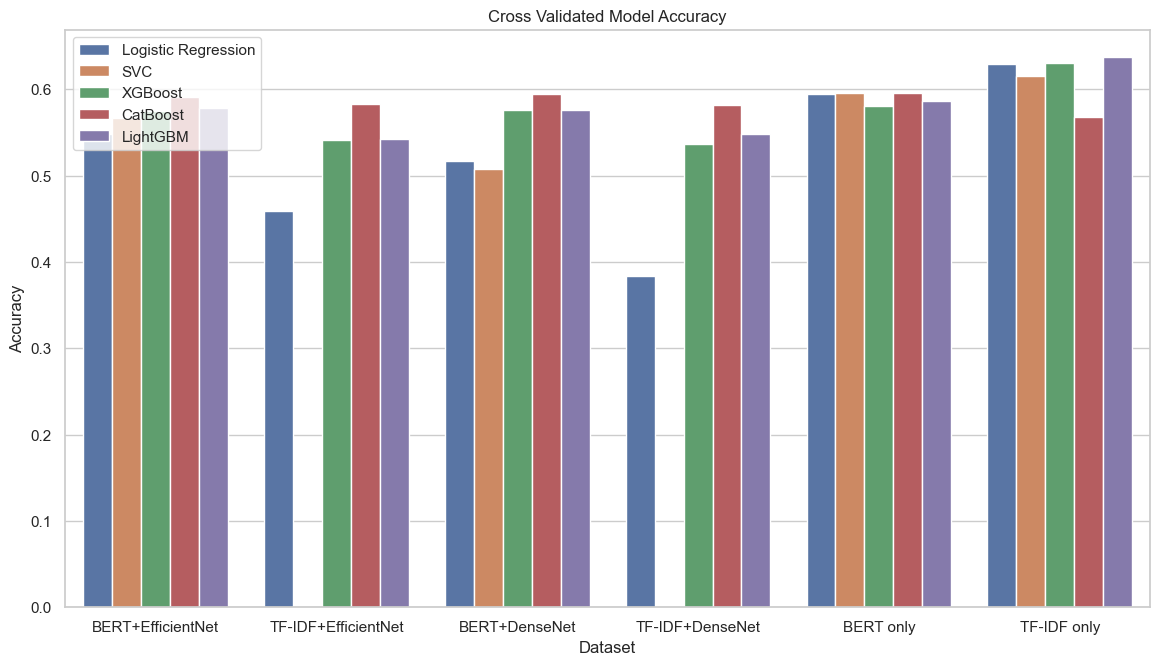 Cross Validated Model Accuracy
Logistic Regression
SVC
XGBoost
CatBoost
LightGBM
Accuracy
0.6
0.5
0.4
0.3
0.2
0.1
0.0
BERT+EfficientNet
TF-IDF+EfficientNet
BERT+DenseNet
TF-IDF+DenseNet
BERT only
TF-IDF only
Dataset